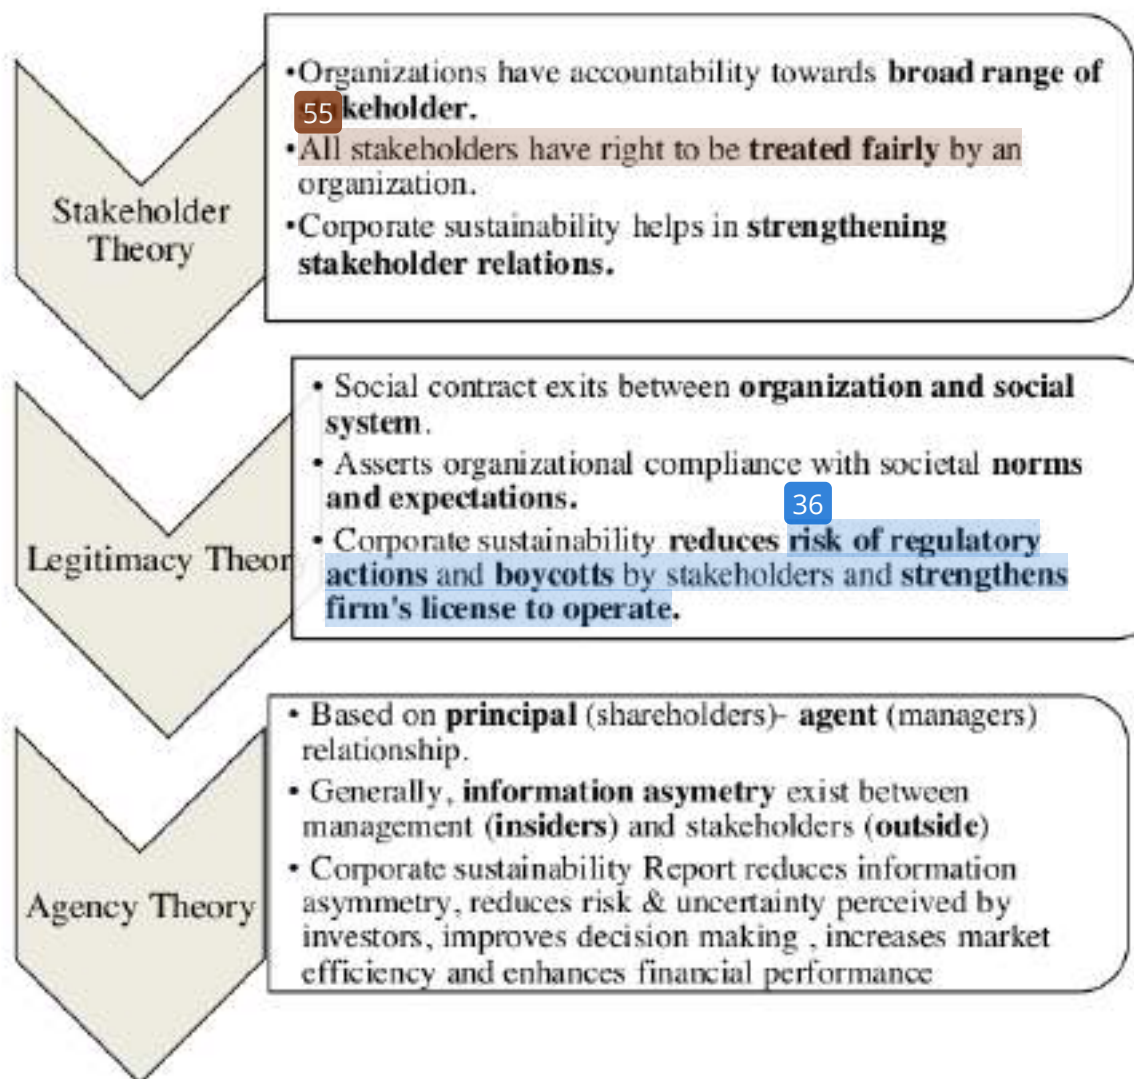 •Organizations have accountability towards broad range of
55
keholder.
•All stakeholders have right to be treated fairly by an
organization.
•Corporate sustainability helps in strengthening
stakeholder relations.
Stakeholder
Theory
• Social contract exits between organization and social
system.
• Asserts organizational compliance with societal norms
and expectations.
36
• Corporate sustainability reduces risk of regulatory
actions and boycotts by stakeholders and strengthens
firm's license to operate.
Legitimacy Theor
• Based on principal (shareholders)- agent (managers)
relationship.
• Generally, information asymetry exist between
management (insiders) and stakeholders (outside)
• Corporate sustainability Report reduces information
asymmetry, reduces risk & uncertainty perceived by
investors, improves decision making , increases market
efficiency and enhances financial performance
Agency Theory